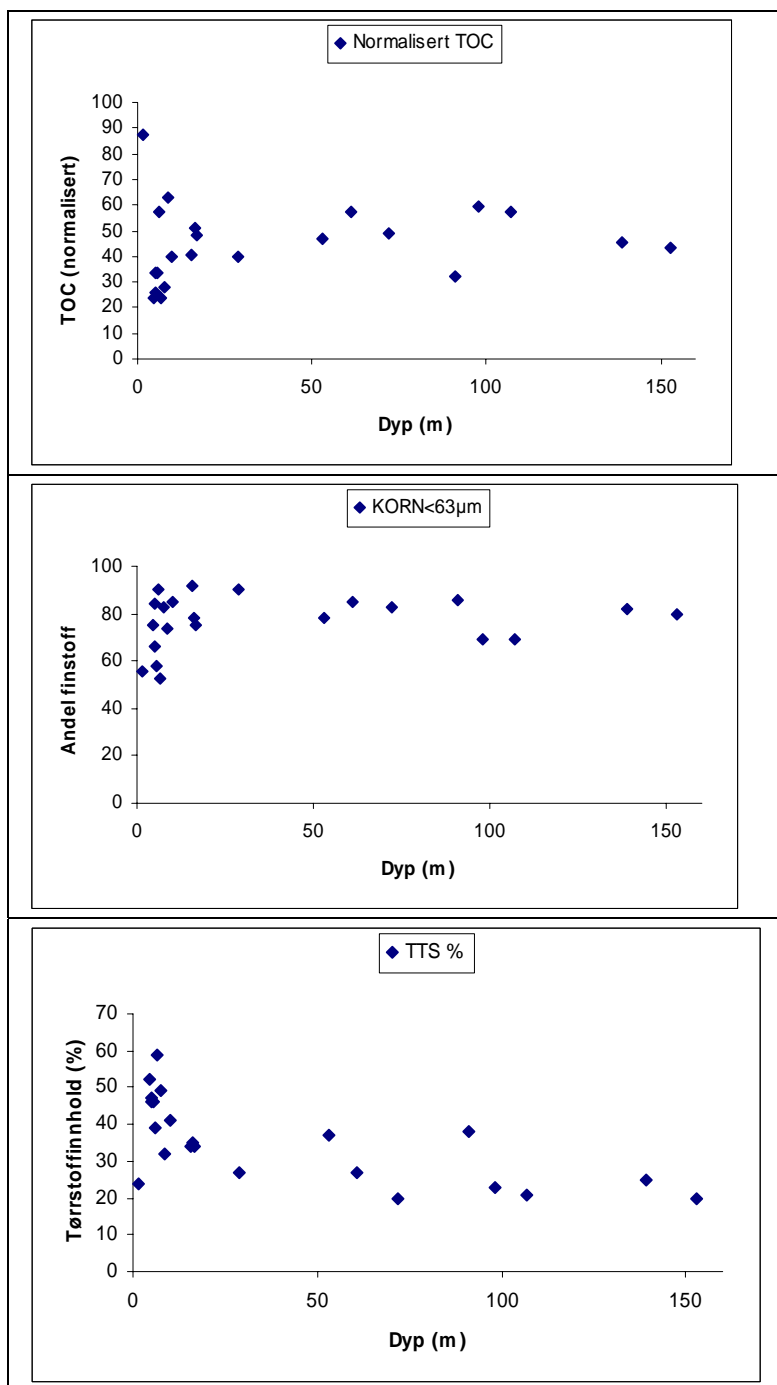 Normalisert TOC
TOC (normalisert)
100
90
80
70
60
50
40
30
20
10
0
0 50 100 150
Dyp (m)
KORN<63µm
Andel finstoff
100
80
60
40
20
0
0 50 100 150
Dyp (m)
TTS %
Tørrstoffinnhold (%)
70
60
50
40
30
20
10
0
0 50 100 150
Dyp (m)